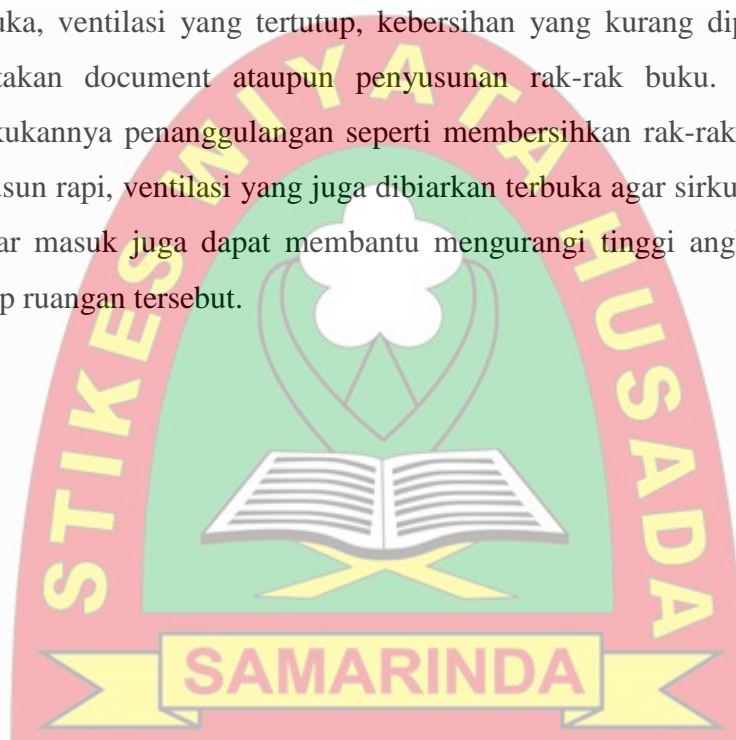 uka, ventilasi yang tertutup, kebersihan yang kurang dip
takan document ataupun penyusunan rak-rak buku.
kukannya penanggulangan seperti membersihkan rak-rak
sun rapi, ventilasi yang juga dibiarkan terbuka agar sirku
ar masuk juga dapat membantu mengurangi tinggi ang
p ruangan tersebut.
STIKES WIYATA HUSADA
SAMARINDA